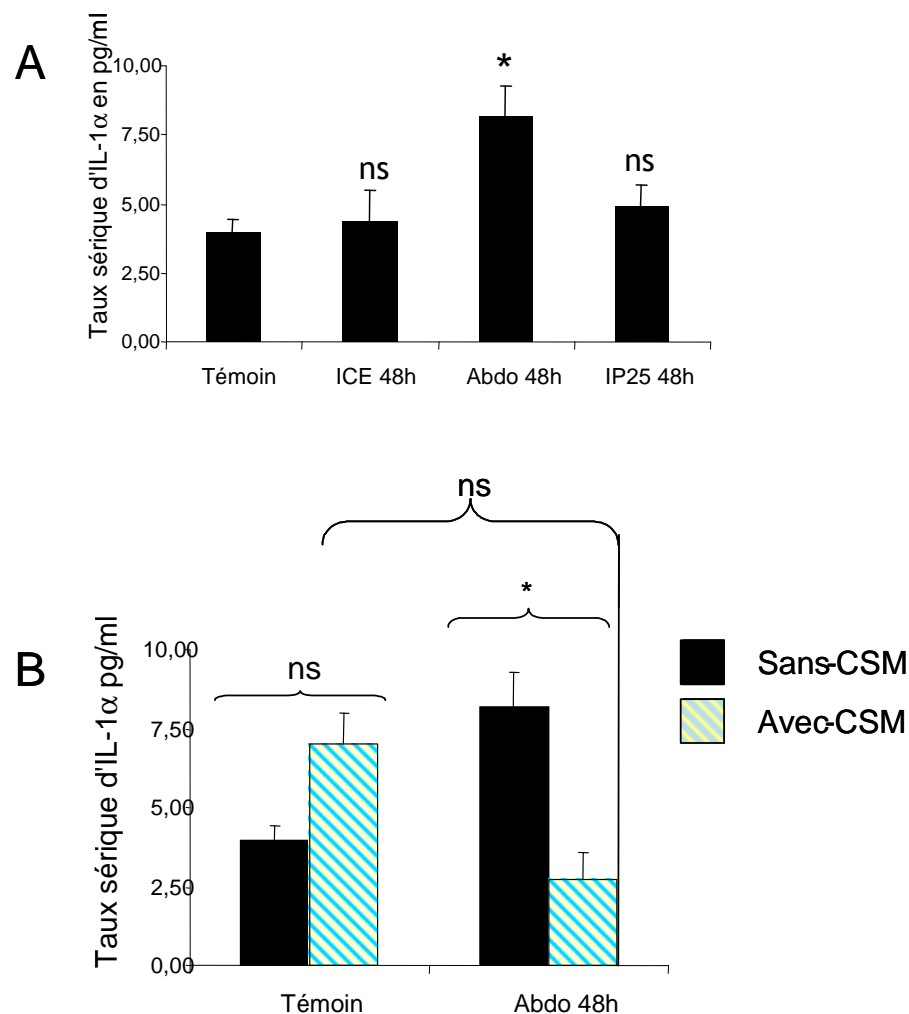 A
Taux sérique d'IL-1α en pg/ml
10,00
7,50
5,00
2,50
0,00
ns
*
ns
Témoin ICE 48h Abdo 48h IP25 48h
B
Taux sérique d'IL-1α pg/ml
ns
*
ns
10,00
7,50
5,00
2,50
0,00
Témoin Abdo 48h
Sans-CSM
Avec-CSM